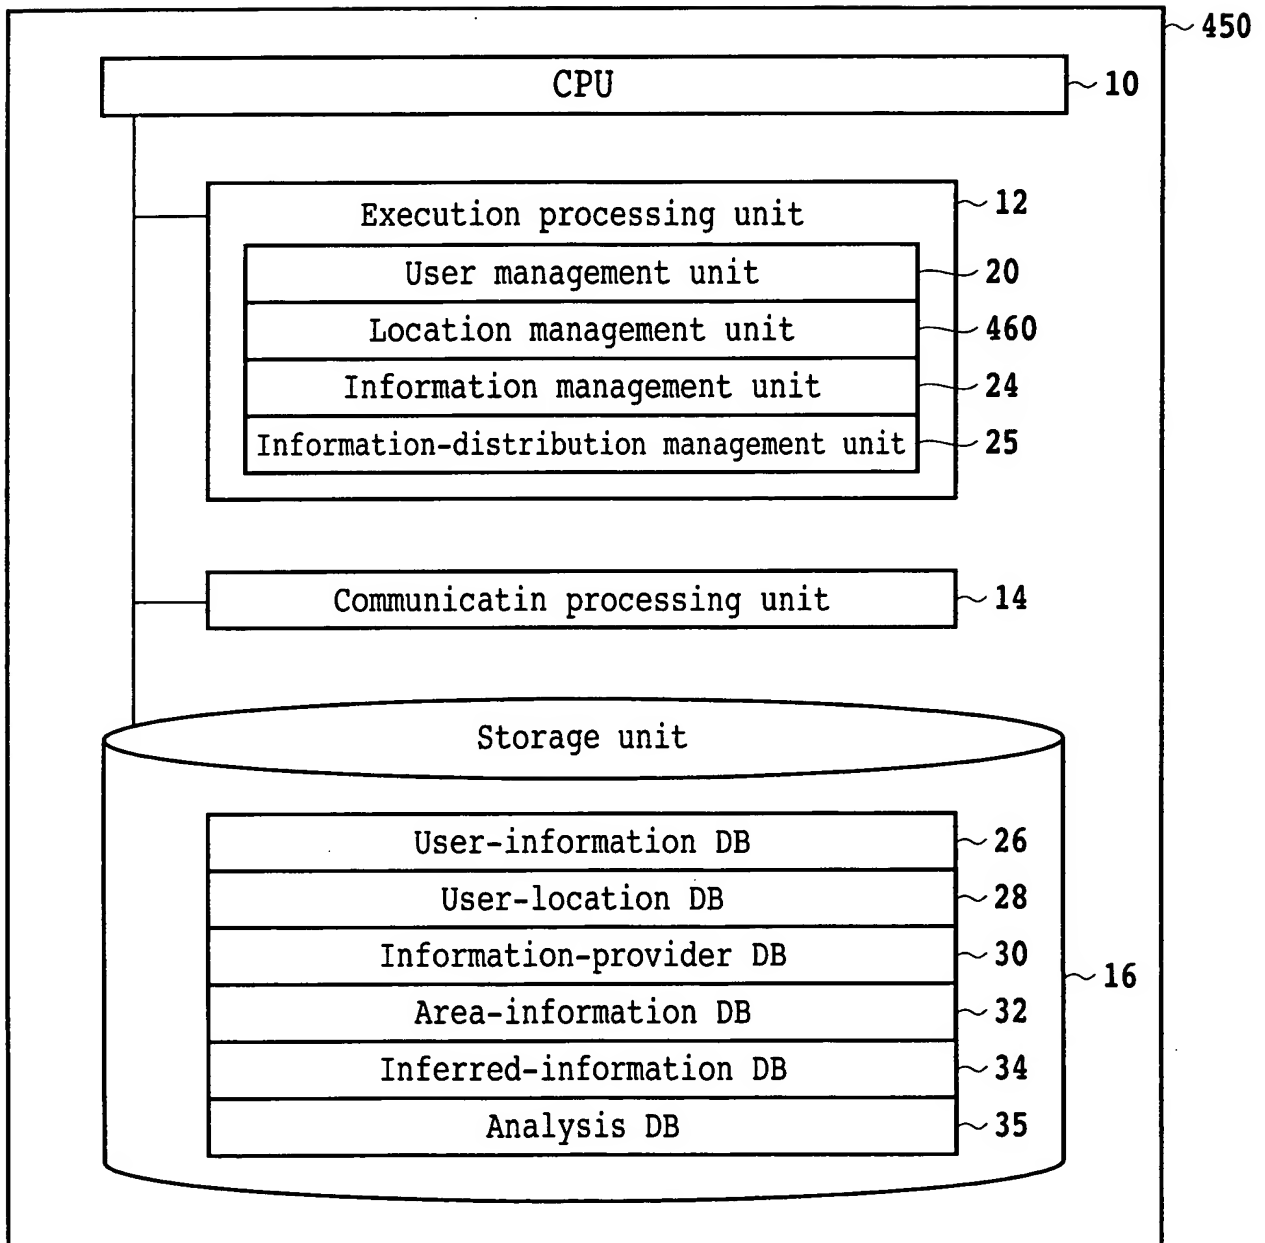 450
CPU 10
Execution processing unit 12
User management unit 20
Location management unit 460
Information management unit 24
Information-distribution management unit 25
Communicatin processing unit 14
Storage unit
User-information DB 26
User-location DB 28
Information-provider DB 30
16
Area-information DB 32
Inferred-information DB 34
Analysis DB 35